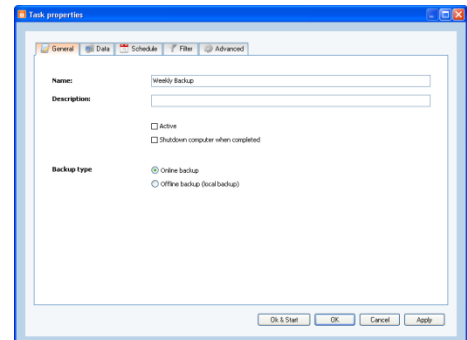 Task properties
General Data Schedule Filter Advanced
Name: Weekly Backup
Description:
Active
Shutdown computer when completed
Backup type Online backup
Offline backup (local backup)
Ok & Start OK Cancel Apply